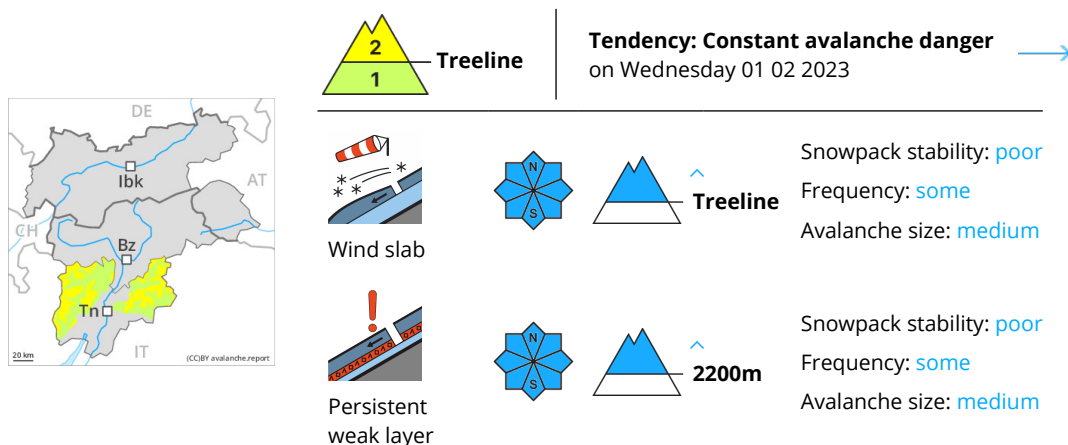 2
1
Treeline
Tendency: Constant avalanche danger
on Wednesday 01 02 2023
DE
AT
Ibk
CH
Bz
Tn
IT
20 km
(CC)BY avalanche.report
Wind slab
N
S
Treeline
Snowpack stability: poor
Frequency: some
Avalanche size: medium
Persistent
weak layer
N
S
2200m
Snowpack stability: poor
Frequency: some
Avalanche size: medium